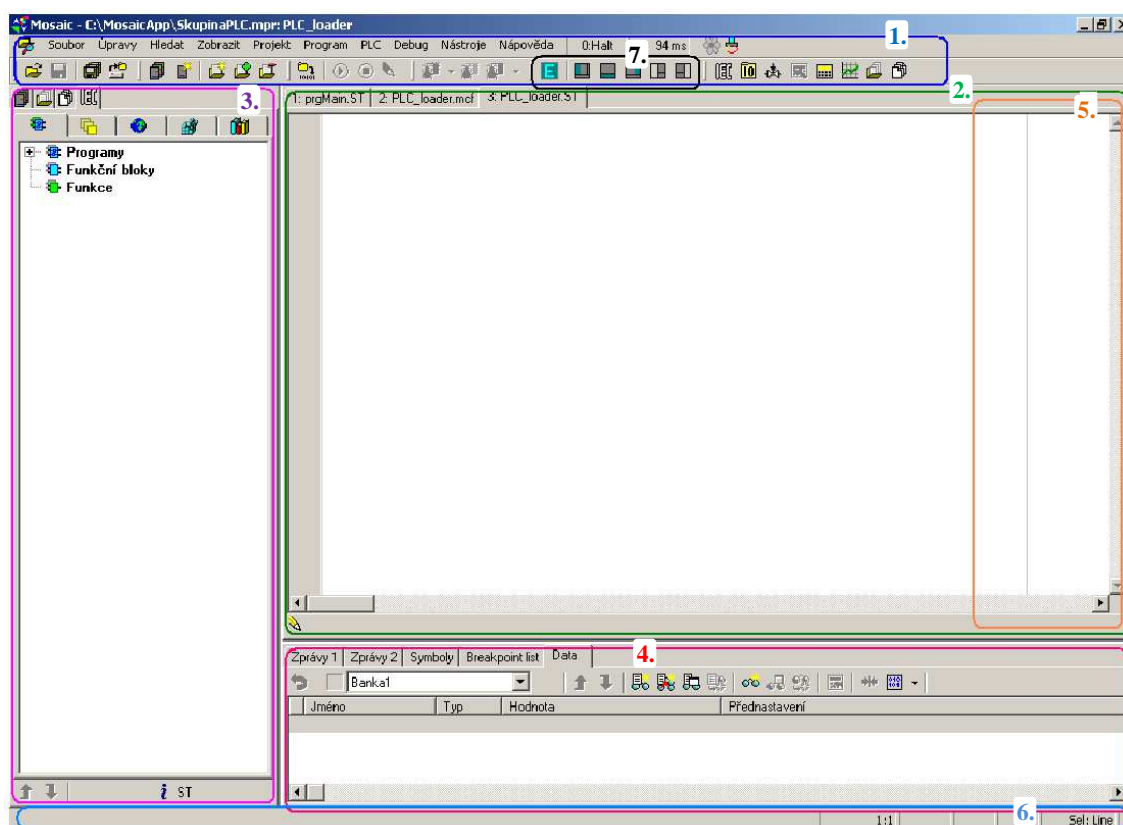 Mosaic - C:\MosaicApp\SkupinaPLC.mpr: PLC_loader
Soubor Úpravy Hledat Zobrazit Projekt Program PLC Debug Nástroje Nápověda 0:Halt 94 ms
1.
7.
E
IEC IO
3.
IEC
1: prgMain.ST 2: PLC_loader.mcf 3: PLC_loader.ST
2.
5.
Programy
Funkční bloky
Funkce
Zprávy 1 Zprávy 2 Symboly Breakpoint list Data
4.
Banka1
Jméno Typ Hodnota Přednastavení
i ST
6.
1:1 Sel: Line